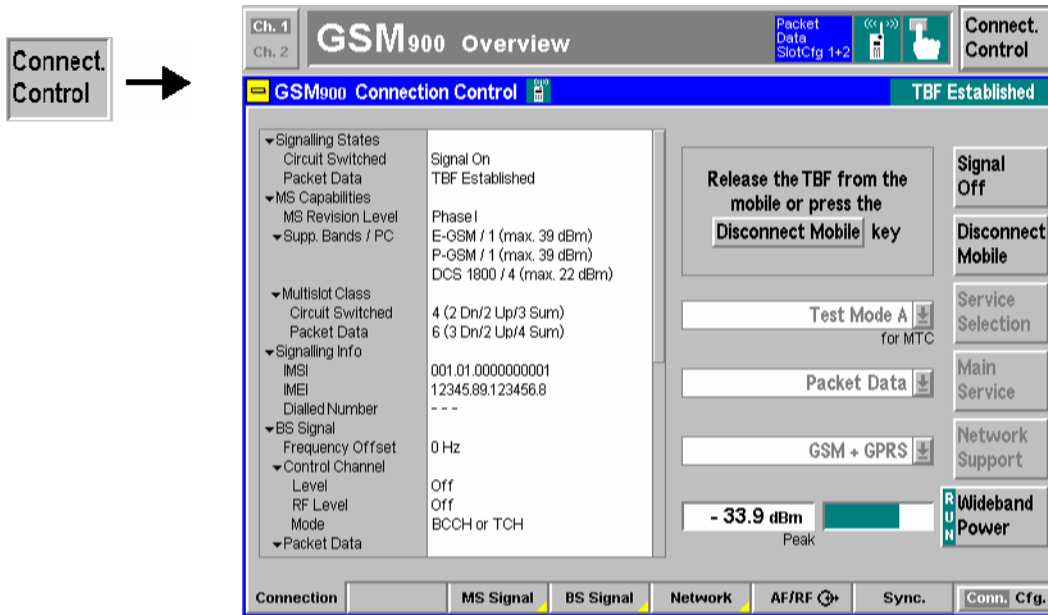 Connect.
Control
Ch. 1
Ch. 2
GSM900 Overview
Packet
Data
SlotCfg 1+2
Connect.
Control
GSM900 Connection Control
TBF Established
Signalling States
Circuit Switched Signal On
Packet Data TBF Established
MS Capabilities
MS Revision Level Phase I
Supp. Bands / PC E-GSM / 1 (max. 39 dBm)
P-GSM / 1 (max. 39 dBm)
DCS 1800 / 4 (max. 22 dBm)
Multislot Class
Circuit Switched 4 (2 Dn/2 Up/3 Sum)
Packet Data 6 (3 Dn/2 Up/4 Sum)
Signalling Info
IMSI 001.01.0000000001
IMEI 12345.89.123456.8
Dialled Number - - -
BS Signal
Frequency Offset 0 Hz
Control Channel
Level Off
RF Level Off
Mode BCCH or TCH
Packet Data
Release the TBF from the
mobile or press the
Disconnect Mobile key
Test Mode A
for MTC
Packet Data
GSM + GPRS
- 33.9 dBm
Peak
Signal
Off
Disconnect
Mobile
Service
Selection
Main
Service
Network
Support
RUN
Wideband
Power
Connection MS Signal BS Signal Network AF/RF Sync. Conn. Cfg.